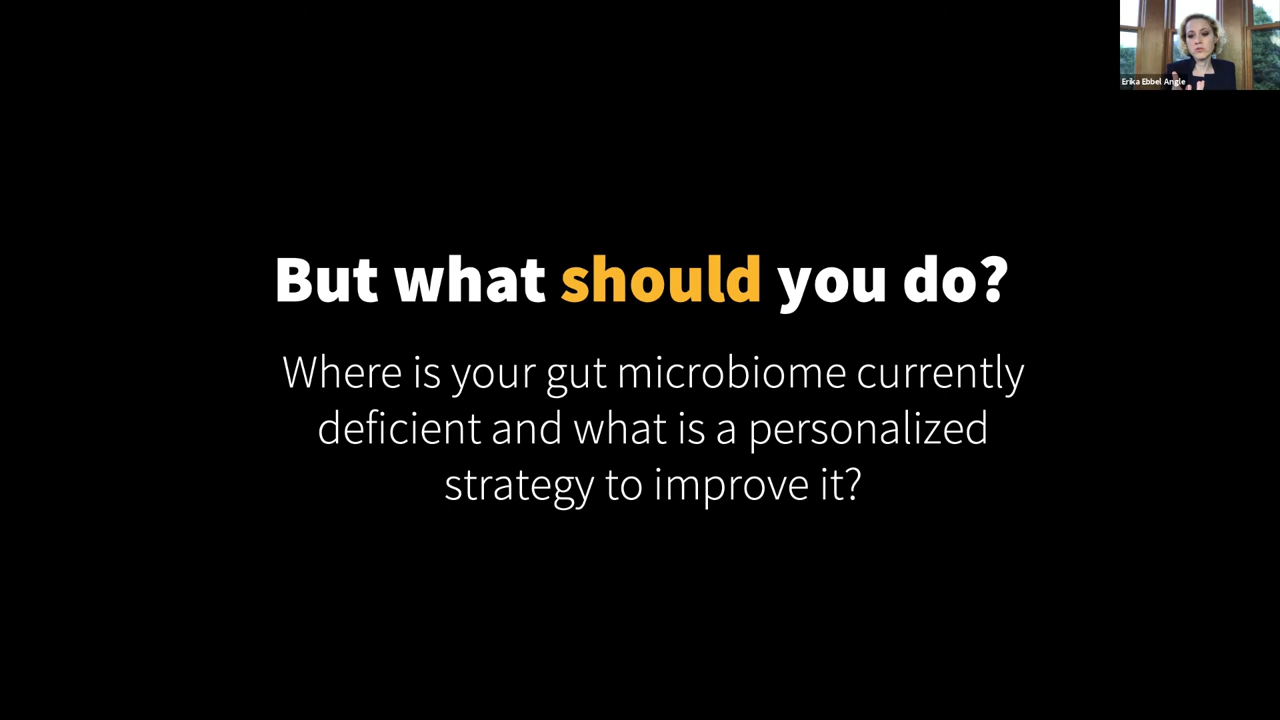 Erika Ebbel Angle
But what should you do?
Where is your gut microbiome currently
deficient and what is a personalized
strategy to improve it?